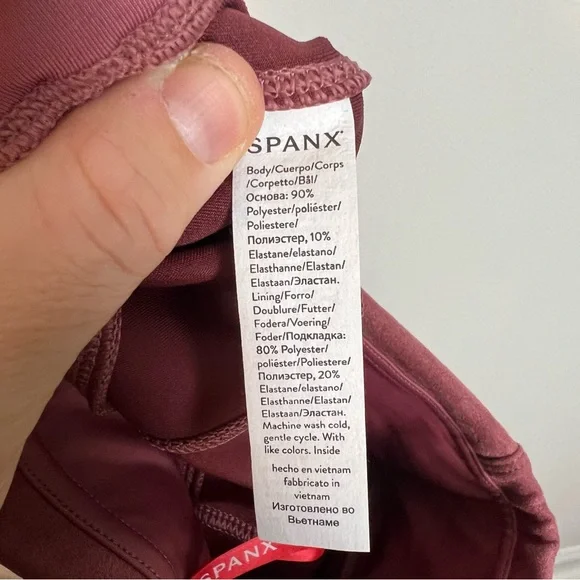 SPANX
Body/Cuerpo/Corps
/Corpetto/Bål/
Основа: 90%
Polyester/poliéster/
Poliestere/
Полиэстер, 10%
Elastane/elastano/
Elasthanne/Elastan/
Elastaan/Эластан.
Lining/Forro/
Doublure/Futter/
Fodera/Voering/
Foder/Подкладка:
80% Polyester/
poliéster/Poliestere/
Полиэстер, 20%
Elastane/elastano/
Elasthanne/Elastan/
Elastaan/Эластан.
Machine wash cold,
gentle cycle. With
like colors. Inside
hecho en vietnam
fabbricato in
vietnam
Изготовлено во
Вьетнаме
SPANX